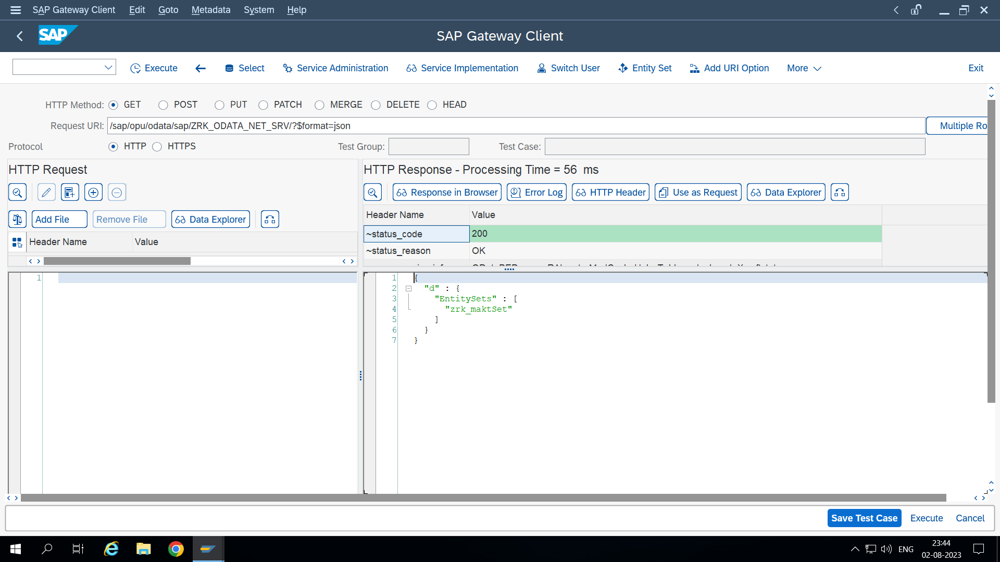 SAP Gateway Client Edit Goto Metadata System Help
SAP
SAP Gateway Client
Execute Select Service Administration Service Implementation Switch User Entity Set Add URI Option More Exit
HTTP Method: GET POST PUT PATCH MERGE DELETE HEAD
Request URI: /sap/opu/odata/sap/ZRK_ODATA_NET_SRV/?$format=json Multiple Ro
Protocol HTTP HTTPS Test Group: Test Case:
HTTP Request
Add File Remove File Data Explorer
Header Name Value
1
HTTP Response - Processing Time = 56 ms
Response in Browser Error Log HTTP Header Use as Request Data Explorer
Header Name Value
~status_code 200
~status_reason OK
1 {
2 "d" : {
3 "EntitySets" : [
4 "zrk_maktSet"
5 ]
6 }
7 }
Save Test Case Execute Cancel
ENG
23:44
02-08-2023